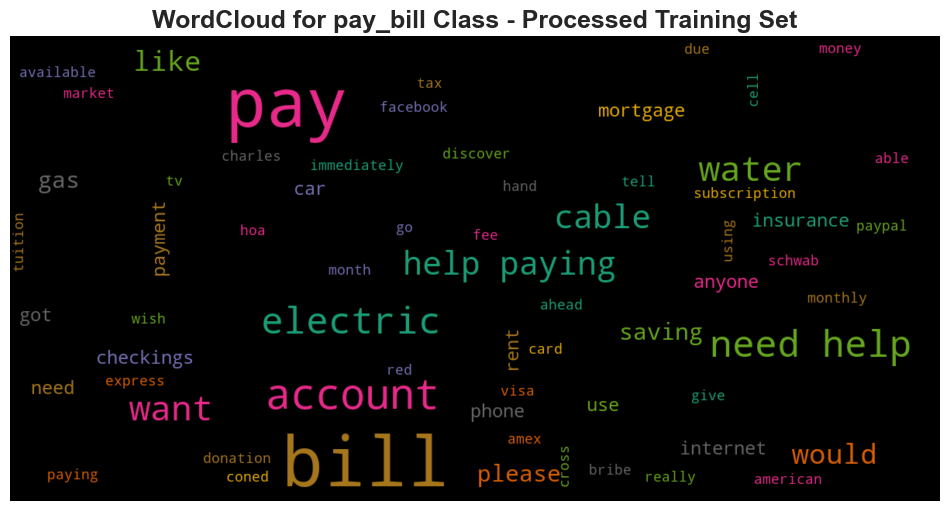 WordCloud for pay_bill Class - Processed Training Set
due
money
like
available
tax
cell
market
pay
facebook
mortgage
charles
immediately
discover
able
water
gas
tv
car
hand
tell
subscription
tuition
payment
hoa
go
fee
cable
using
insurance
paypal
month
help paying
schwab
anyone
got
wish
electric
ahead
monthly
saving
need help
checkings
rent
card
need
express
red
visa
give
want
account
phone
use
paying
donation
coned
bill
amex
please
cross
bribe
really
internet
would
american